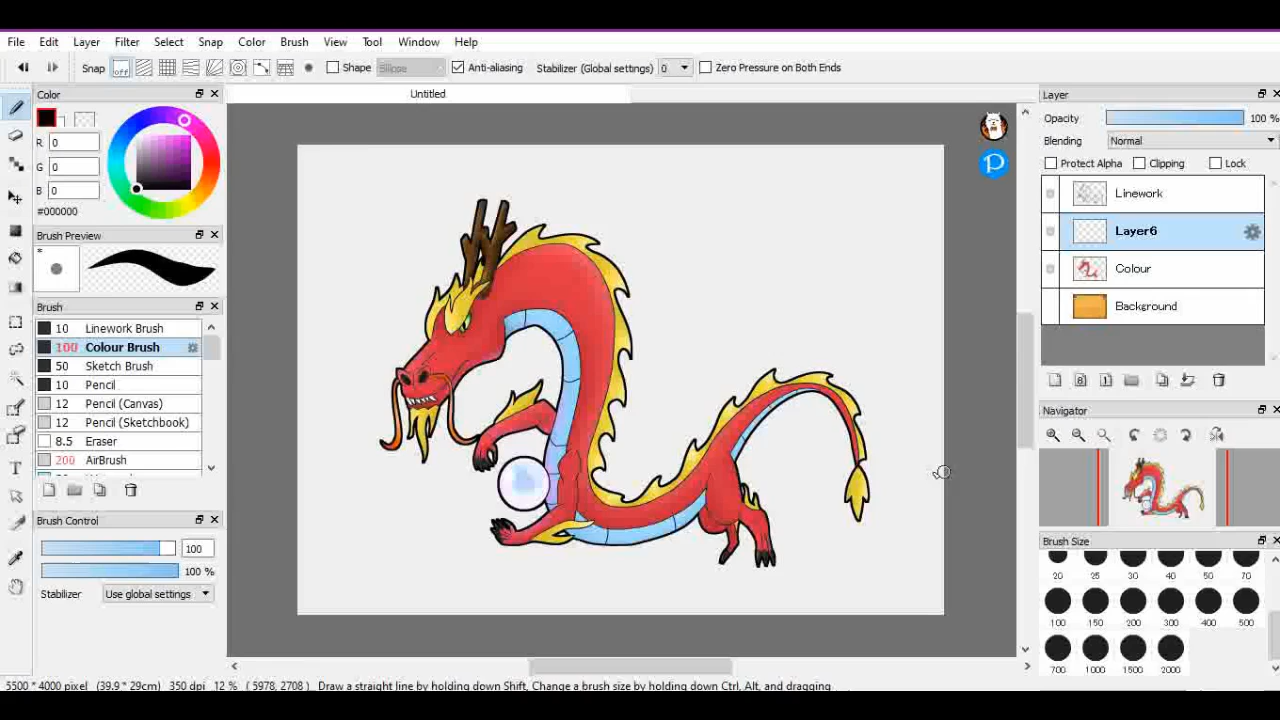 File Edit Layer Filter Select Snap Color Brush View Tool Window Help
Snap off Shape Ellipse Anti-aliasing Stabilizer (Global settings) 0 Zero Pressure on Both Ends
Color
Untitled
R 0
G 0
B 0
#000000
Brush Preview
*
Brush
10 Linework Brush
100 Colour Brush
50 Sketch Brush
10 Pencil
12 Pencil (Canvas)
12 Pencil (Sketchbook)
8.5 Eraser
200 AirBrush
Brush Control
100
100 %
Stabilizer Use global settings
T
P
Layer
Opacity 100 %
Blending Normal
Protect Alpha Clipping Lock
Linework
Layer6
Colour
Background
8 1
Navigator
Brush Size
20 25 30 40 50 70
100 150 200 300 400 500
700 1000 1500 2000
5500 * 4000 pixel (39.9 * 29cm) 350 dpi 12 % ( 5978, 2708 ) Draw a straight line by holding down Shift, Change a brush size by holding down Ctrl, Alt, and dragging